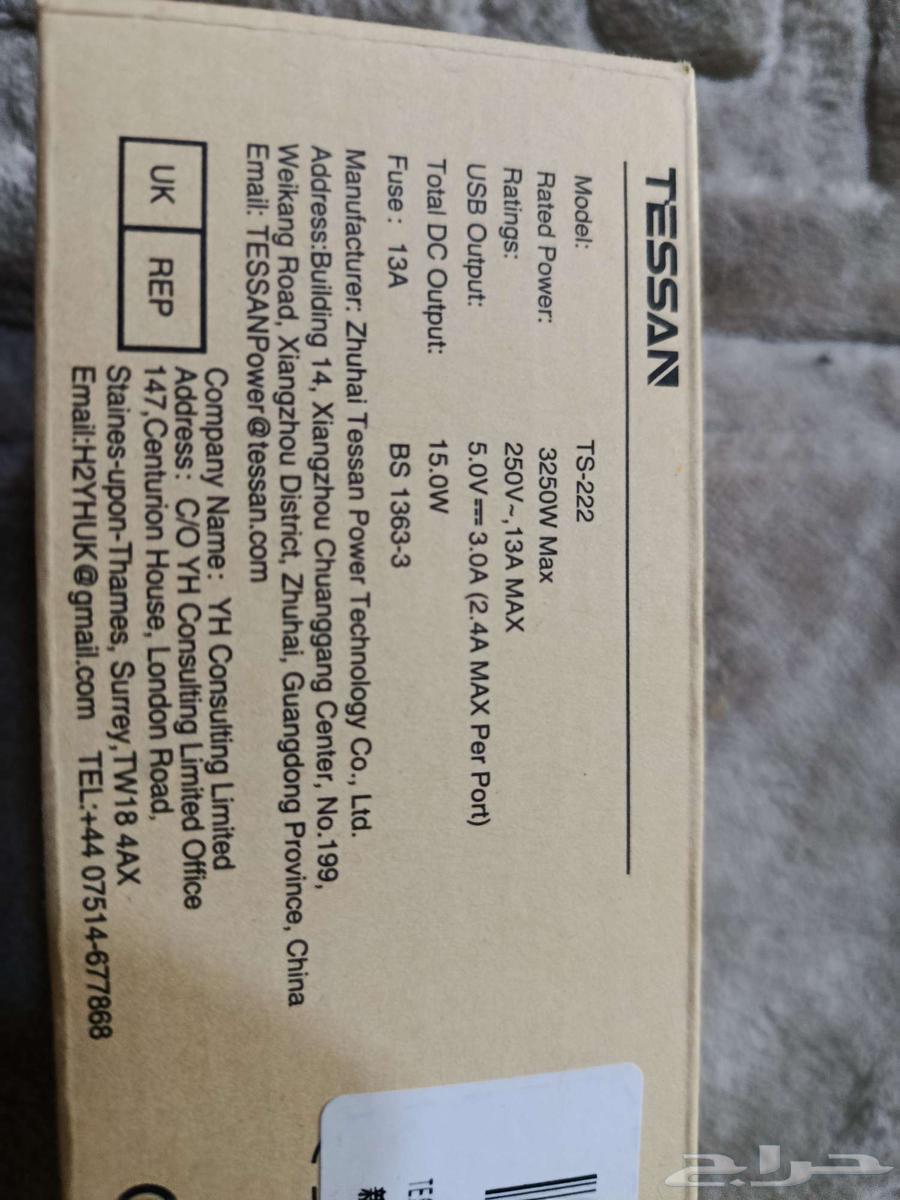 TESSAN
Model: TS-222
Rated Power: 3250W Max
Ratings: 250V~,13A MAX
USB Output: 5.0V⎓3.0A (2.4A MAX Per Port)
Total DC Output: 15.0W
Fuse : 13A BS 1363-3
Manufacturer: Zhuhai Tessan Power Technology Co., Ltd.
Address:Building 14, Xiangzhou Chuanggang Center, No.199,
Weikang Road, Xiangzhou District, Zhuhai, Guangdong Province, China
Email: TESSANPower@tessan.com
UK REP
Company Name : YH Consulting Limited
Address : C/O YH Consulting Limited Office
147,Centurion House, London Road,
Staines-upon-Thames, Surrey,TW18 4AX
Email:H2YHUK@gmail.com TEL:+44 07514-677868
حراج